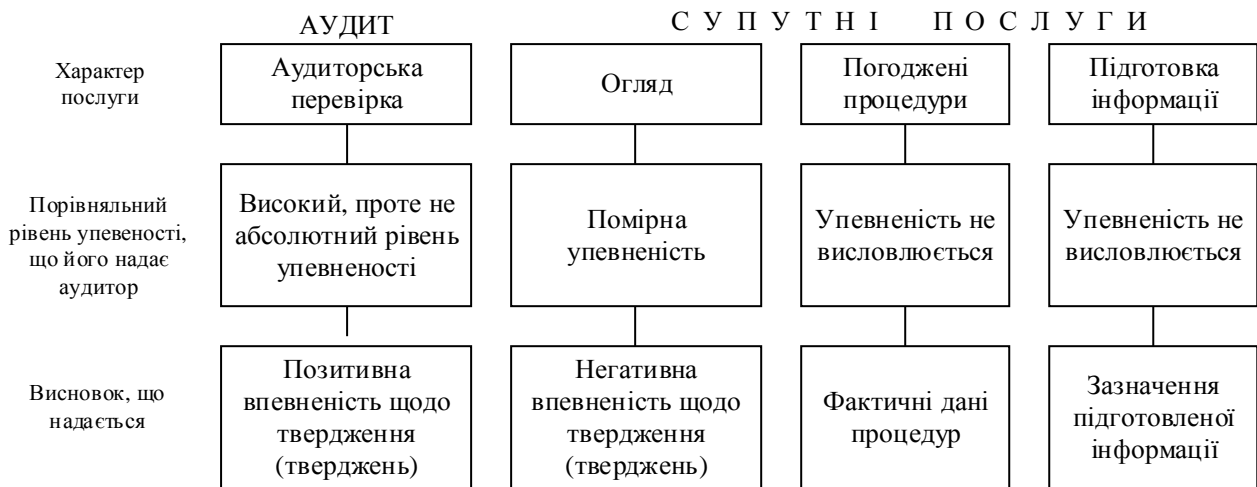 АУДИТ
С У П У Т Н І П О С Л У Г И
Характер
послуги
Аудиторська
перевірка
Огляд
Погоджені
процедури
Підготовка
інформації
Порівняльний
рівень упевеності,
що його надає
аудитор
Високий, проте не
абсолютний рівень
упевненості
Помірна
упевненість
Упевненість не
висловлюється
Упевненість не
висловлюється
Висновок, що
надається
Позитивна
впевненість щодо
твердження
(тверджень)
Негативна
впевненість щодо
твердження
(тверджень)
Фактичні дані
процедур
Зазначення
підготовленої
інформації